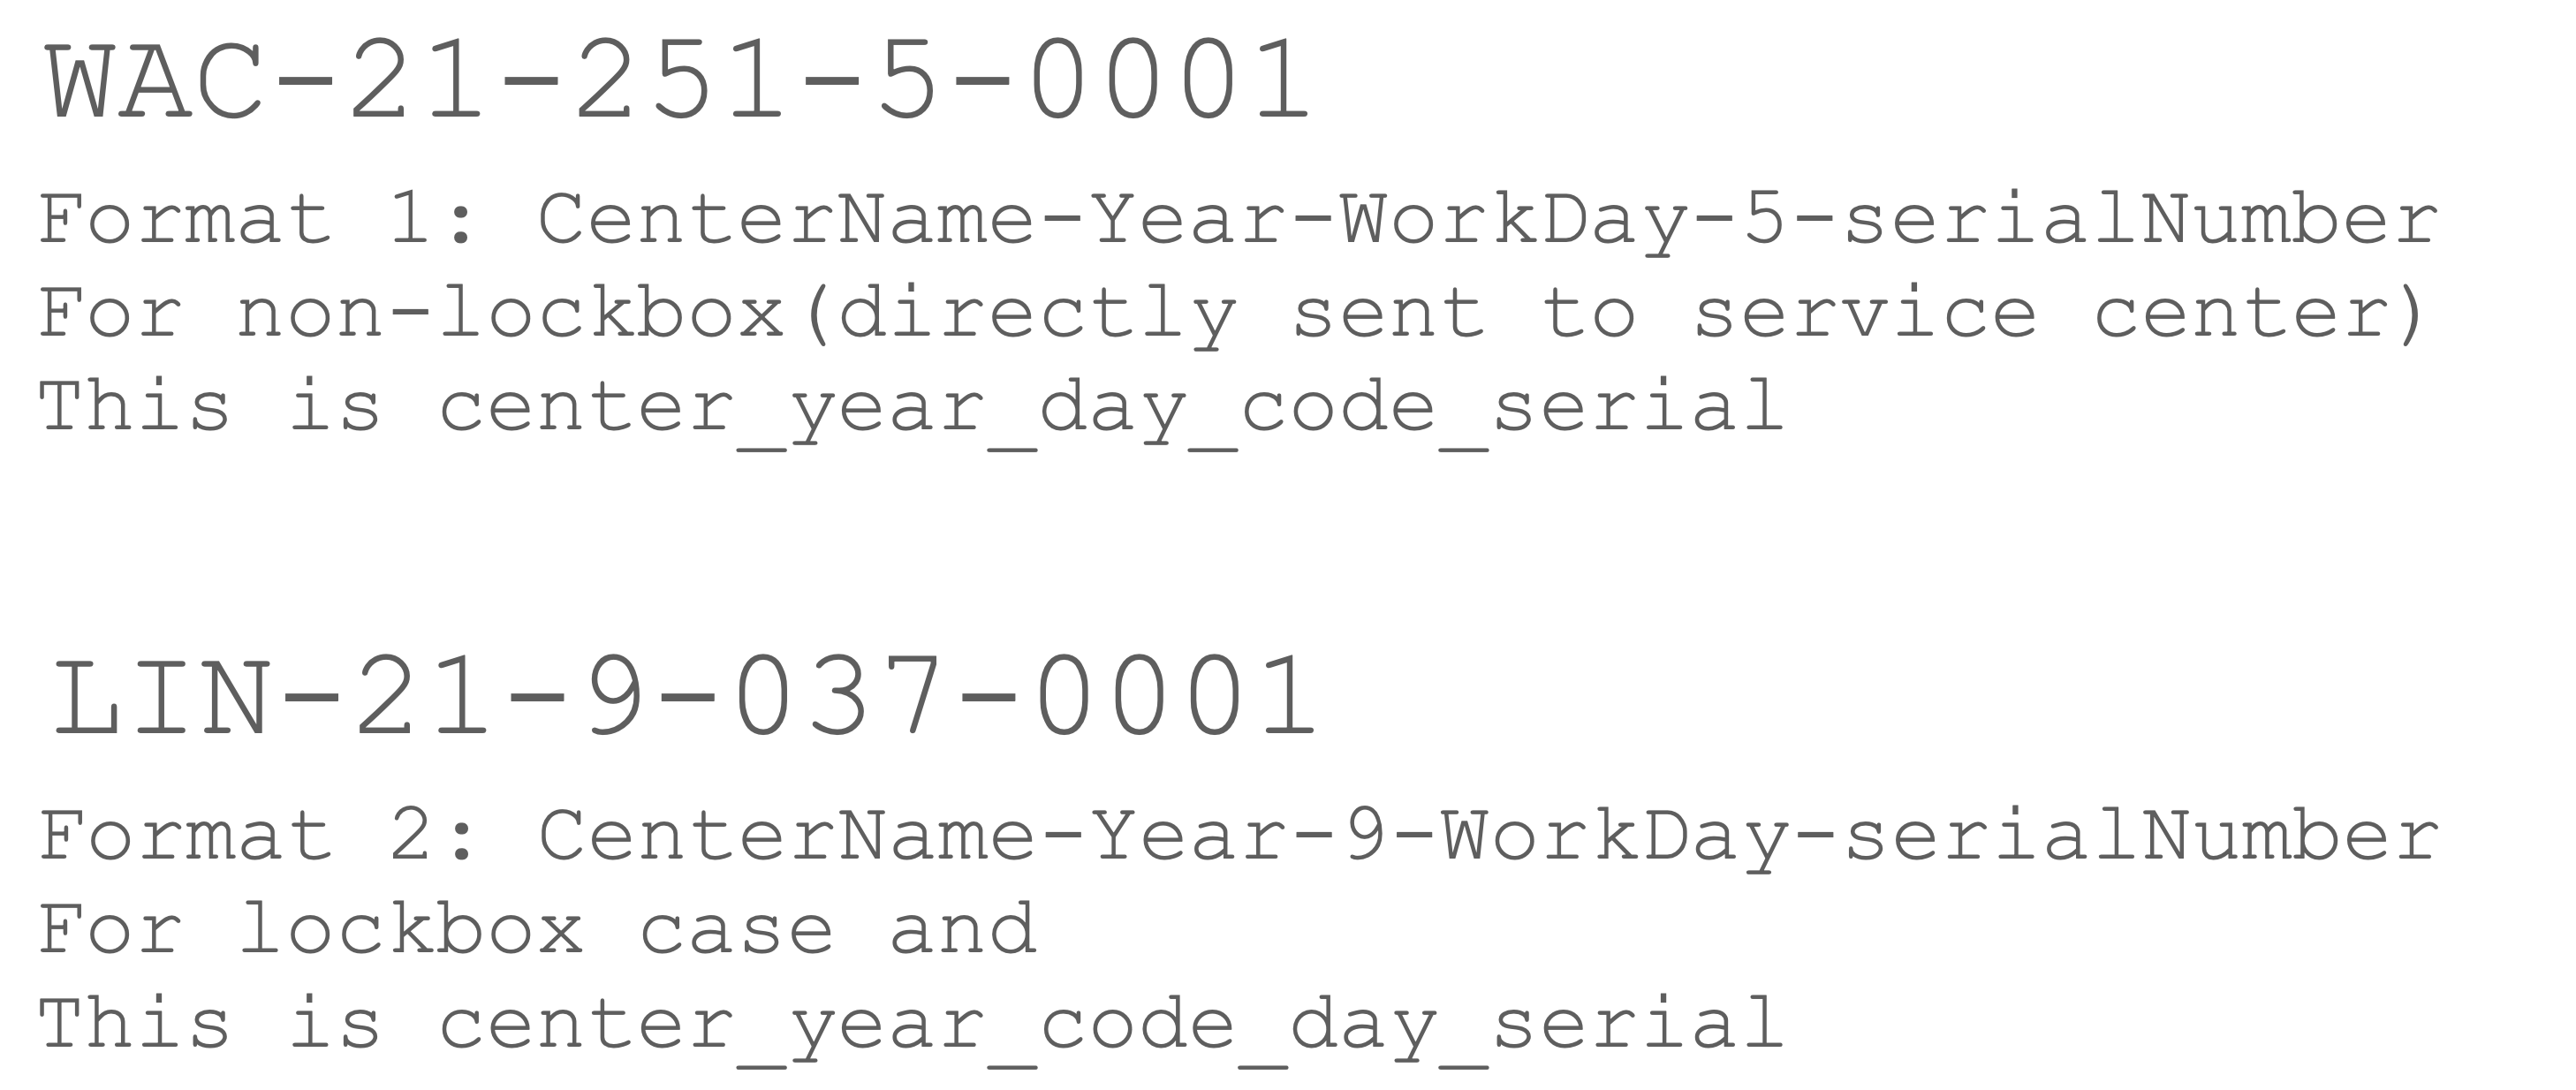 WAC-21-251-5-0001
Format 1: CenterName-Year-WorkDay-5-serialNumber
For non-lockbox(directly sent to service center)
This is center_year_day_code_serial
LIN-21-9-037-0001
Format 2: CenterName-Year-9-WorkDay-serialNumber
For lockbox case and
This is center_year_code_day_serial